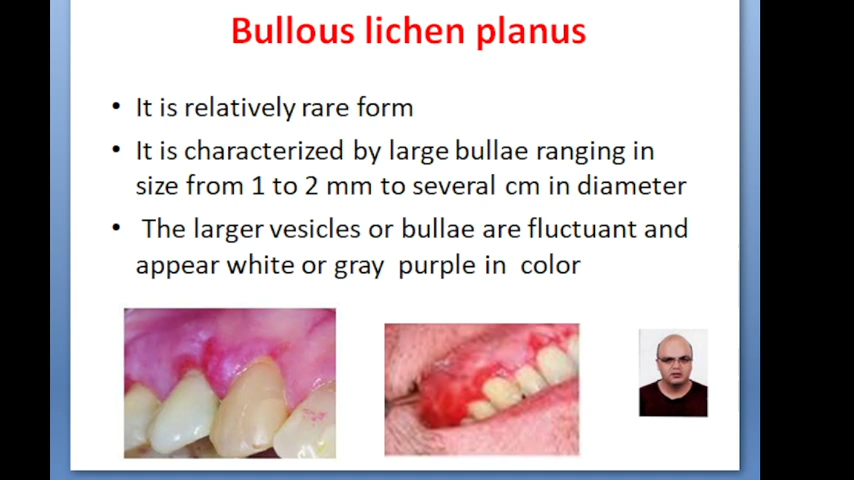 Bullous lichen planus
• It is relatively rare form
• It is characterized by large bullae ranging in
size from 1 to 2 mm to several cm in diameter
• The larger vesicles or bullae are fluctuant and
appear white or gray purple in color